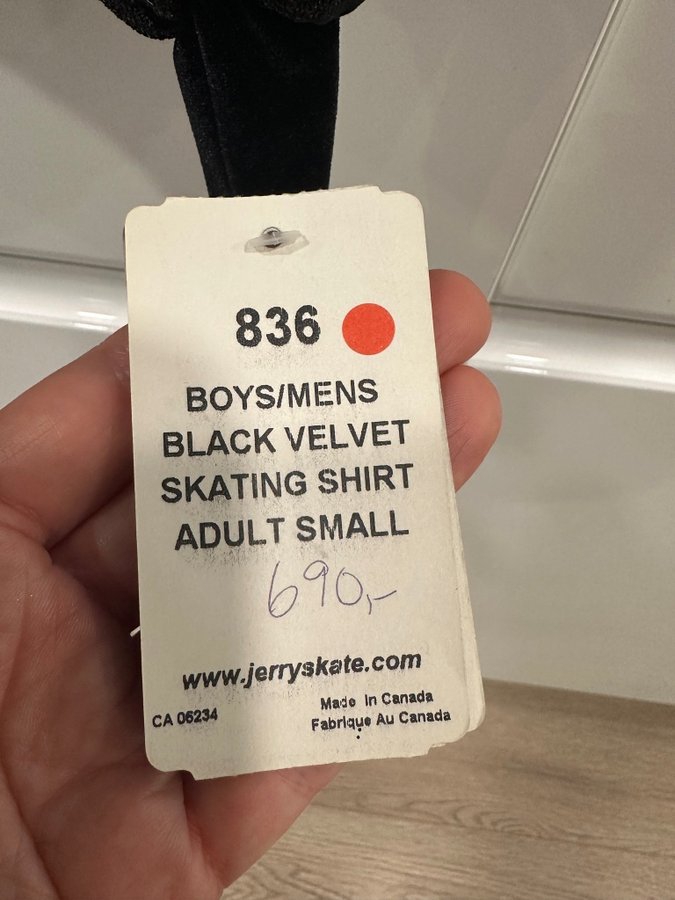 836
BOYS/MENS
BLACK VELVET
SKATING SHIRT
ADULT SMALL
690,-
www.jerryskate.com
CA 06234
Made In Canada
Fabrique Au Canada